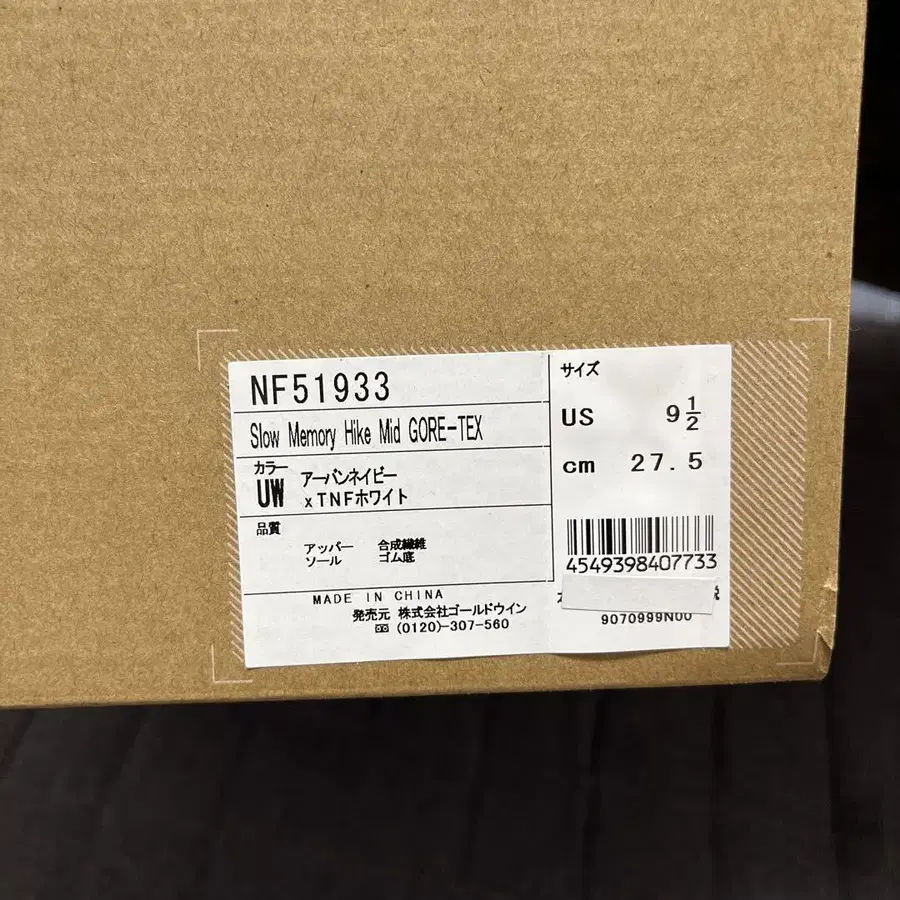 NF51933
Slow Memory Hike Mid GORE-TEX
カラー
UW
アーバンネイビー
xTNFホワイト
品質
アッパー 合成繊維
ソール ゴム底
MADE IN CHINA
発売元 株式会社ゴールドウイン
(0120)-307-560
サイズ
US 9 1/2
cm 27.5
4549398407733
9070999N00